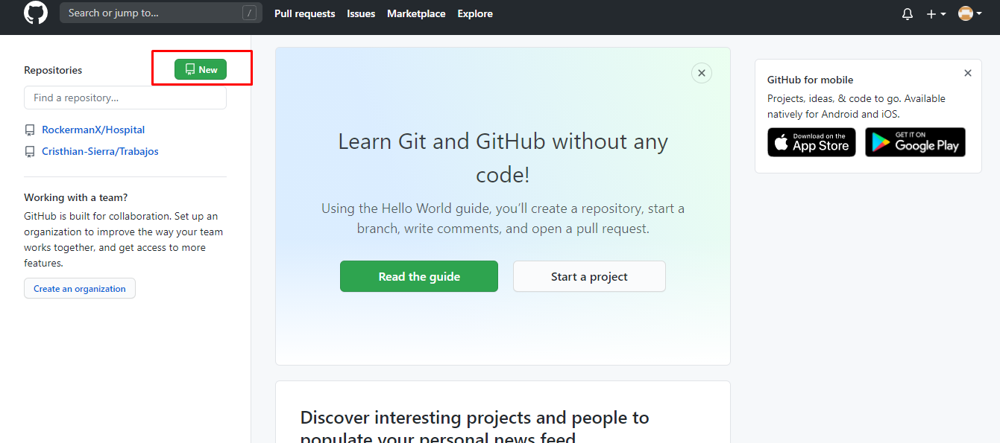 Search or jump to...
/
Pull requests
Issues
Marketplace
Explore
Repositories
New
Find a repository...
RockermanX/Hospital
Cristhian-Sierra/Trabajos
Working with a team?
GitHub is built for collaboration. Set up an
organization to improve the way your team
works together, and get access to more
features.
Create an organization
Learn Git and GitHub without any
code!
Using the Hello World guide, you’ll create a repository, start a
branch, write comments, and open a pull request.
Read the guide
Start a project
Discover interesting projects and people to
populate your personal news feed
GitHub for mobile
Projects, ideas, & code to go. Available
natively for Android and iOS.
Download on the
App Store
GET IT ON
Google Play